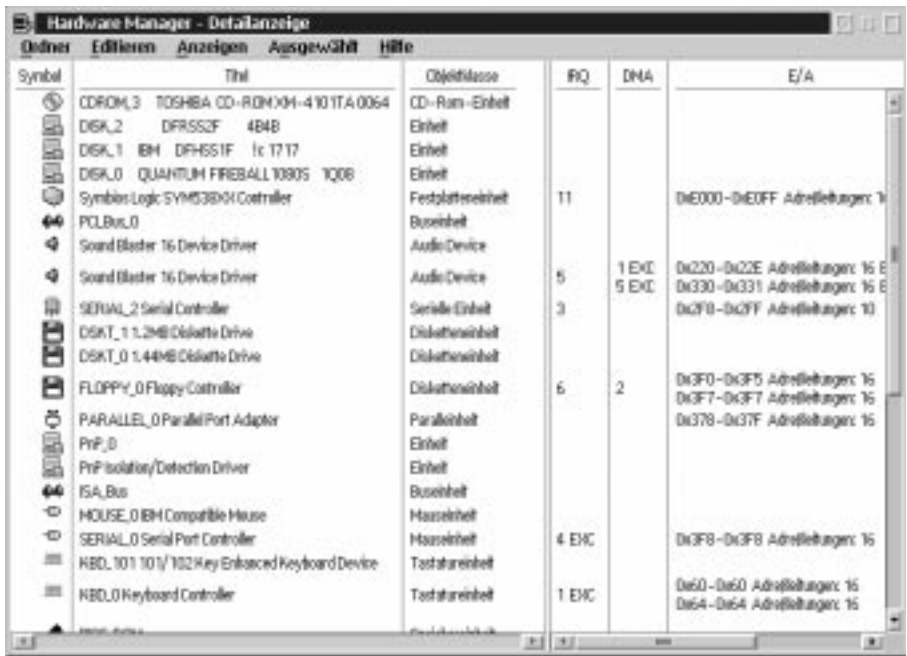 Hardware Manager - Detailanzeige
Ordner Editieren Anzeigen Ausgewählt Hilfe
Symbol Titel Objektklasse IRQ DMA E/A
CDROM_3 TOSHIBA CD-ROM XM-4101TA 0064 CD-Rom-Einheit
DISK_2 DFRSS2F 4B4B Einheit
DISK_1 IBM DFHSS1F !c 1717 Einheit
DISK_0 QUANTUM FIREBALL 1080S 1Q08 Einheit
Symbios Logic SYM538XX Controller Festplatteneinheit 11 0xE000-0xE0FF Adreßleitungen:
PCI_Bus_0 Buseinheit
Sound Blaster 16 Device Driver Audio Device
Sound Blaster 16 Device Driver Audio Device 5 1 EXC 0x220-0x22E Adreßleitungen: 16 E
5 EXC 0x330-0x331 Adreßleitungen: 16 E
SERIAL_2 Serial Controller Serielle Einheit 3 0x2F8-0x2FF Adreßleitungen: 10
DSKT_1 1.2MB Diskette Drive Disketteneinheit
DSKT_0 1.44MB Diskette Drive Disketteneinheit
FLOPPY_0 Floppy Controller Disketteneinheit 6 2 0x3F0-0x3F5 Adreßleitungen: 16
0x3F7-0x3F7 Adreßleitungen: 16
PARALLEL_0 Parallel Port Adapter Paralleinheit 0x378-0x37F Adreßleitungen: 16
PnP_0 Einheit
PnP Isolation/Detection Driver Einheit
ISA_Bus Buseinheit
MOUSE_0 IBM Compatible Mouse Mauseinheit
SERIAL_0 Serial Port Controller Mauseinheit 4 EXC 0x3F8-0x3F8 Adreßleitungen: 16
KBD_101 101/102 Key Enhanced Keyboard Device Tastatureinheit
KBD_0 Keyboard Controller Tastatureinheit 1 EXC 0x60-0x60 Adreßleitungen: 16
0x64-0x64 Adreßleitungen: 16